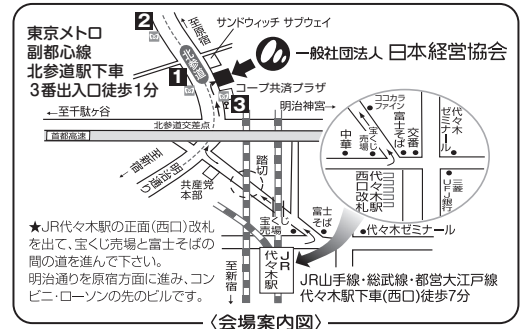 東京メトロ
副都心線
北参道駅下車
3番出入口徒歩1分
2
至原宿
サンドウィッチ サブウェイ
北参道
一般社団法人 日本経営協会
1
コープ共済プラザ
3
←至千駄ヶ谷
明治神宮→
北参道交差点
首都高速
至新宿
明治通り
共産党
本部
踏切
ココカラ
ファイン
中華
宝くじ
売場
富士そば
交番
代々木
ゼミナール
代々木駅
西口改札
三菱
UFJ銀行
宝くじ
売場
富士
そば
代々木ゼミナール
★JR代々木駅の正面(西口)改札
を出て、宝くじ売場と富士そばの
間の道を進んで下さい。
明治通りを原宿方面に進み、コン
ビニ・ローソンの先のビルです。
至新宿
JR
代々木駅
JR山手線・総武線・都営大江戸線
代々木駅下車(西口)徒歩7分
〈会場案内図〉